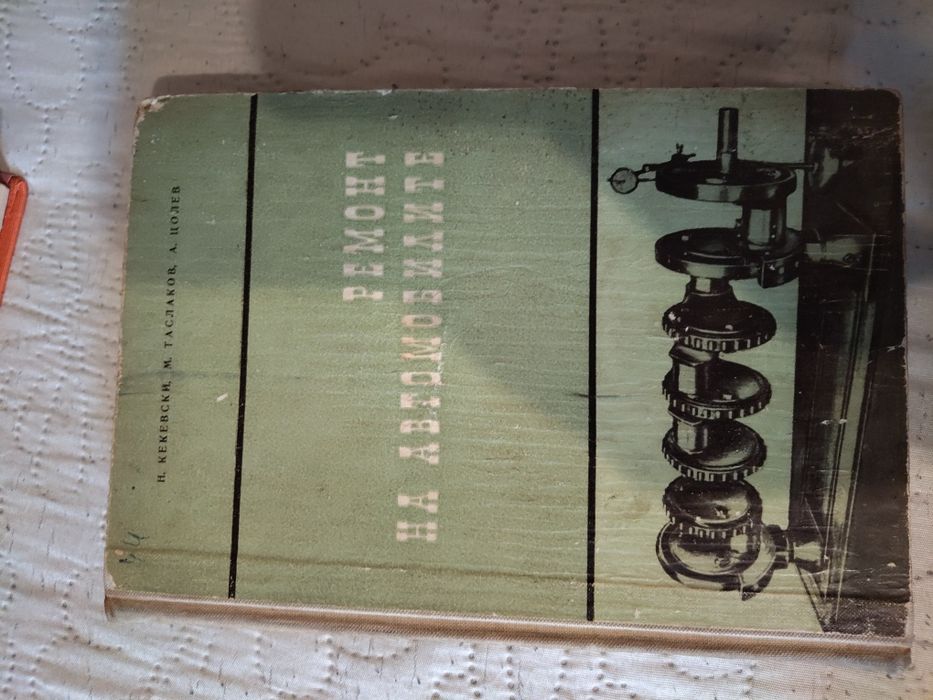 Н. КЕКЕВСКИ, М. ТАСЛАКОВ, А. ЦОЛЕВ
РЕМОНТ
НА АВТОМОБИЛИТЕ